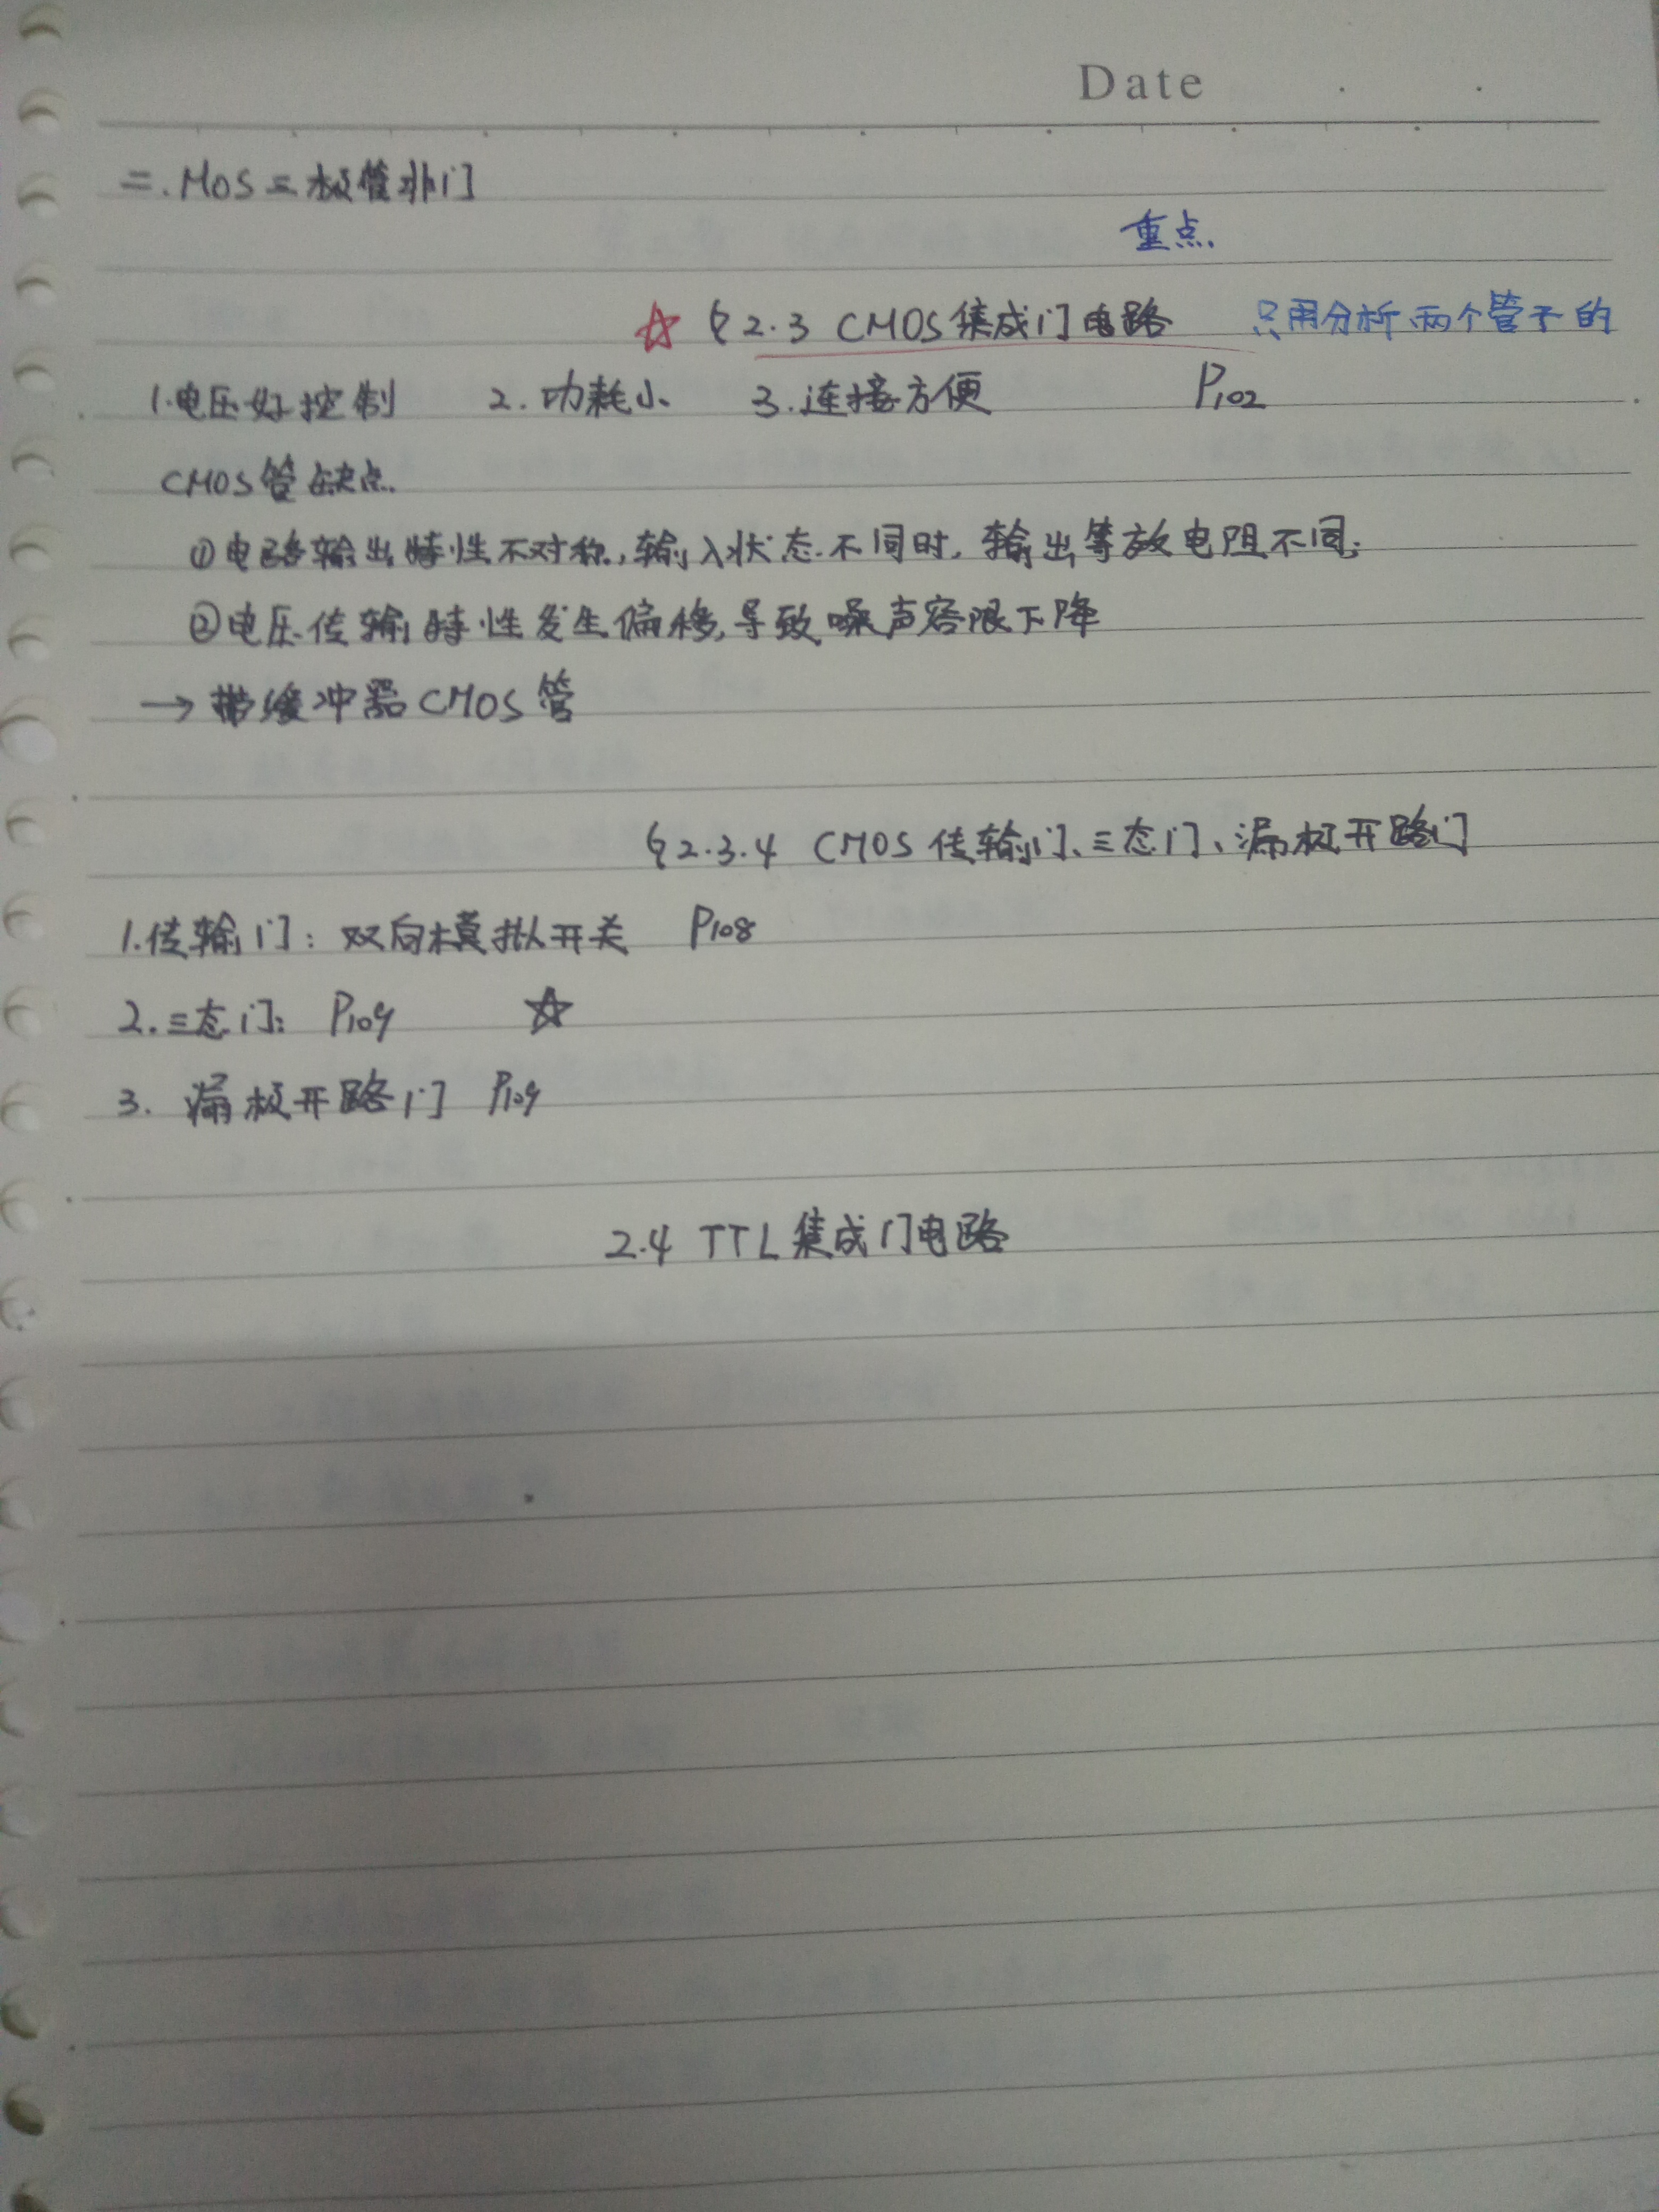 Date
二.MOS三极管非门
重点.
☆ §2.3 CMOS集成门电路 只用分析两个管子的
1.电压好控制 2.功耗小 3.连接方便 P102
CMOS管缺点.
①电路输出特性不对称,输入状态不同时,输出等效电阻不同;
②电压传输特性发生偏移,导致噪声容限下降
→ 带缓冲器CMOS管
§2.3.4 CMOS传输门、三态门、漏极开路门
1.传输门: 双向模拟开关 P108
2.三态门: P109 ☆
3. 漏极开路门 P109
2.4 TTL集成门电路